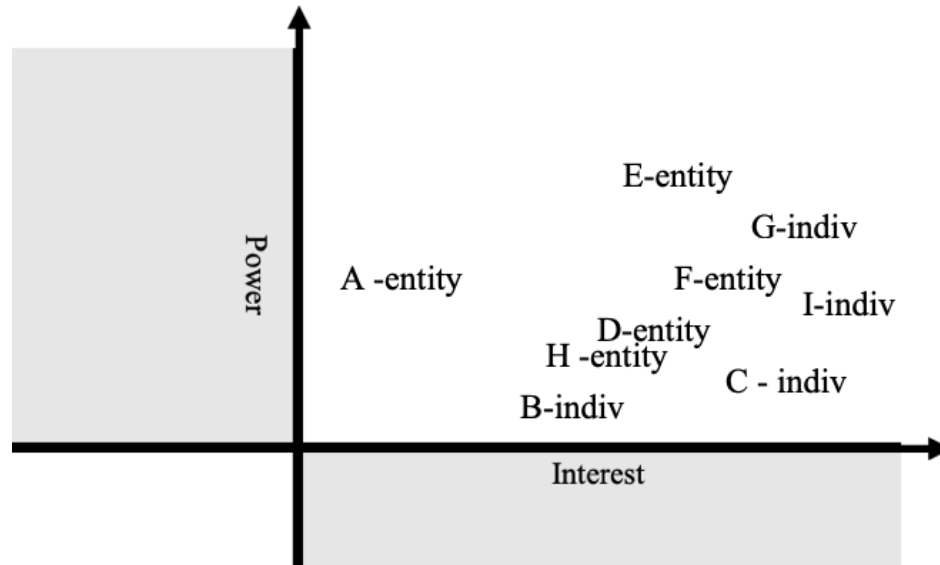 E-entity
G-indiv
Power
A -entity
F-entity
I-indiv
D-entity
H -entity
C - indiv
B-indiv
Interest